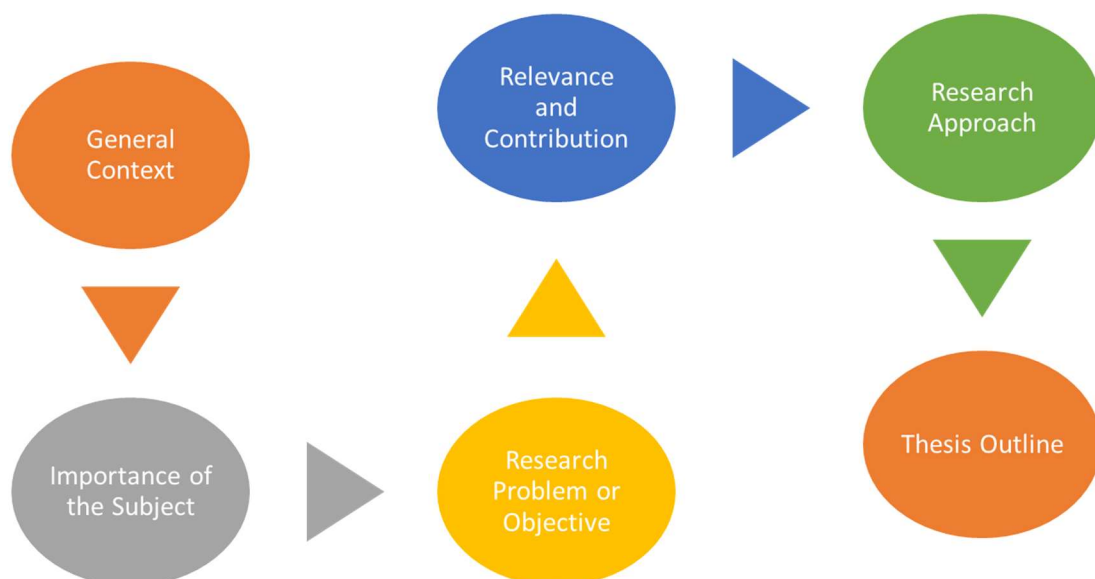 General
Context
Importance of
the Subject
Research
Problem or
Objective
Relevance
and
Contribution
Research
Approach
Thesis Outline